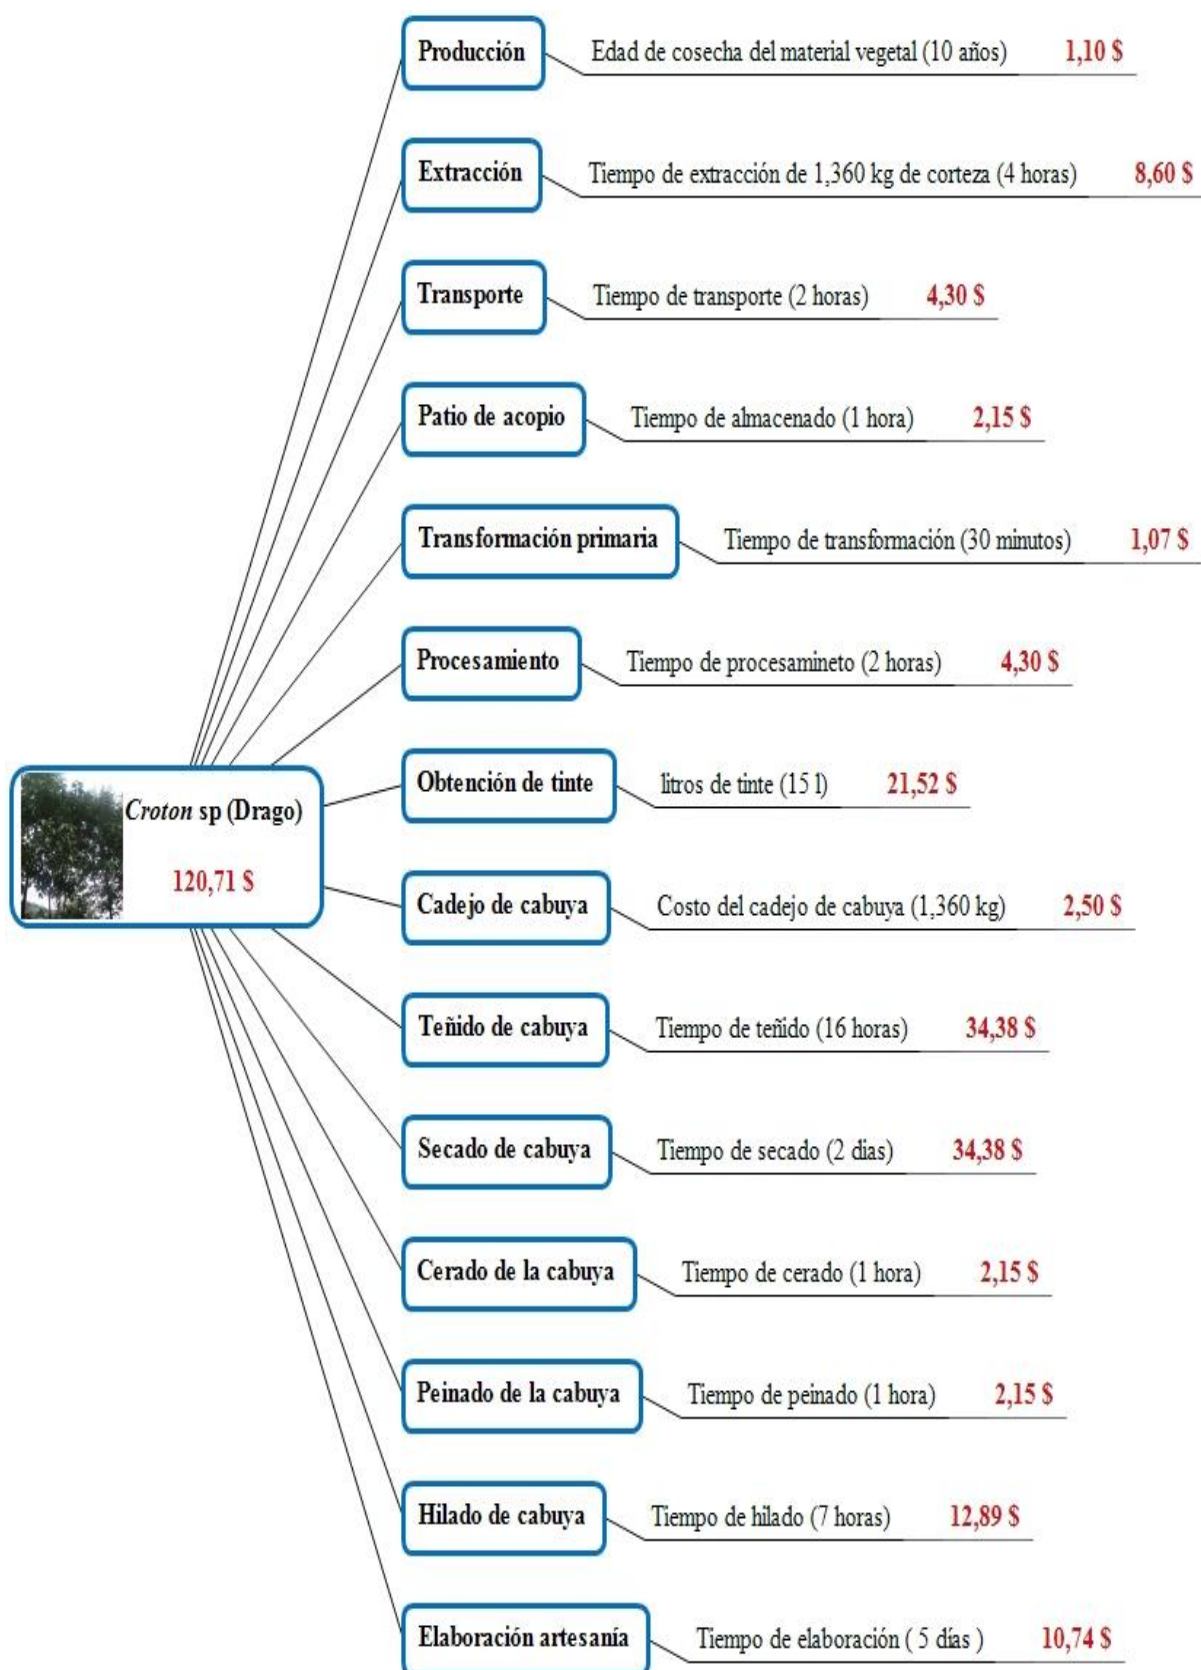 Producción Edad de cosecha del material vegetal (10 años) 1,10 $
Extracción Tiempo de extracción de 1,360 kg de corteza (4 horas) 8,60 $
Transporte Tiempo de transporte (2 horas) 4,30 $
Patio de acopio Tiempo de almacenado (1 hora) 2,15 $
Transformación primaria Tiempo de transformación (30 minutos) 1,07 $
Procesamiento Tiempo de procesamineto (2 horas) 4,30 $
Obtención de tinte litros de tinte (15 l) 21,52 $
Croton sp (Drago)
120,71 $
Cadejo de cabuya Costo del cadejo de cabuya (1,360 kg) 2,50 $
Teñido de cabuya Tiempo de teñido (16 horas) 34,38 $
Secado de cabuya Tiempo de secado (2 dias) 34,38 $
Cerado de la cabuya Tiempo de cerado (1 hora) 2,15 $
Peinado de la cabuya Tiempo de peinado (1 hora) 2,15 $
Hilado de cabuya Tiempo de hilado (7 horas) 12,89 $
Elaboración artesanía Tiempo de elaboración ( 5 días ) 10,74 $